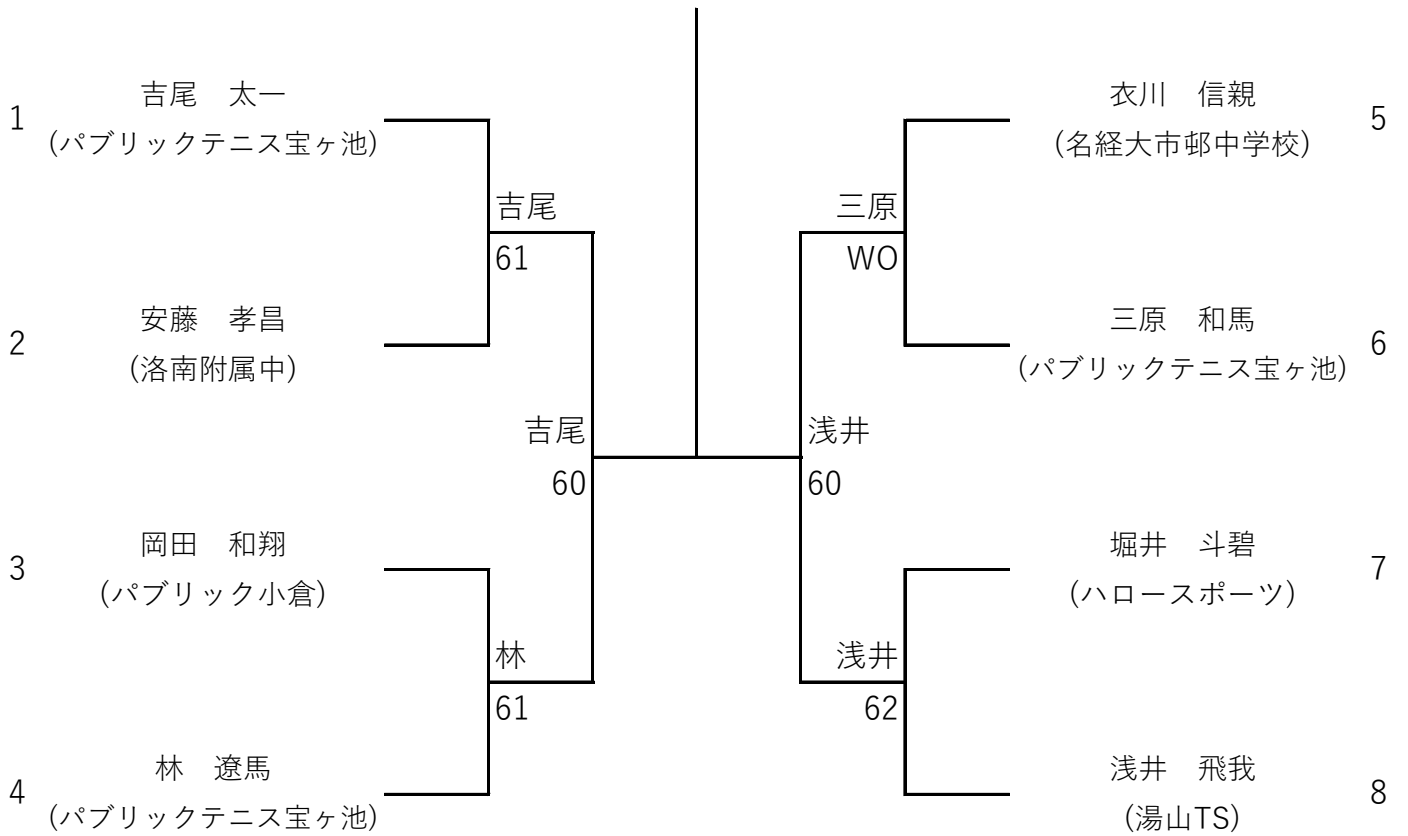 1
吉尾　太一
(パブリックテニス宝ヶ池)
吉尾
61
2
安藤　孝昌
(洛南附属中)
吉尾
60
3
岡田　和翔
(パブリック小倉)
林
61
4
林　遼馬
(パブリックテニス宝ヶ池)
衣川　信親
(名経大市邨中学校)
5
三原
WO
三原　和馬
(パブリックテニス宝ヶ池)
6
浅井
60
堀井　斗碧
(ハロースポーツ)
7
浅井
62
浅井　飛我
(湯山TS)
8